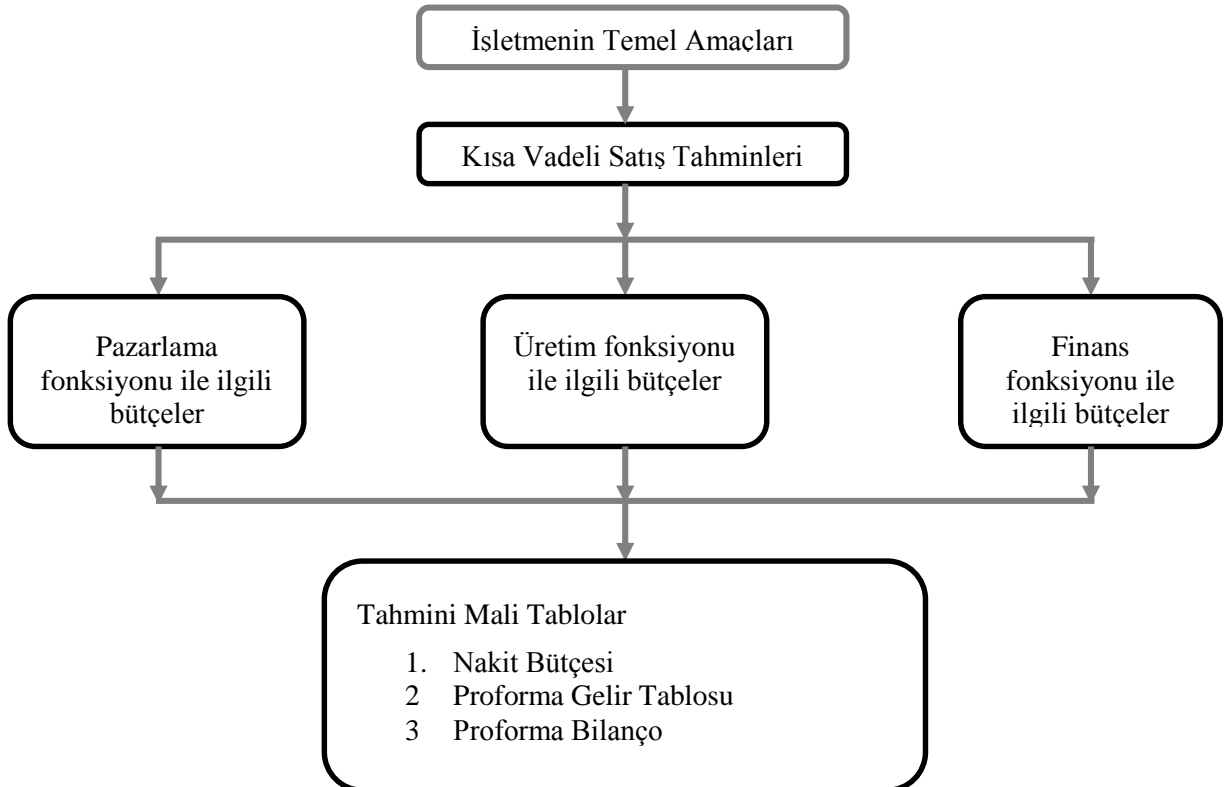 İşletmenin Temel Amaçları
Kısa Vadeli Satış Tahminleri
Pazarlama
fonksiyonu ile ilgili
bütçeler
Üretim fonksiyonu
ile ilgili bütçeler
Finans
fonksiyonu ile
ilgili bütçeler
Tahmini Mali Tablolar
1. Nakit Bütçesi
2 Proforma Gelir Tablosu
3 Proforma Bilanço